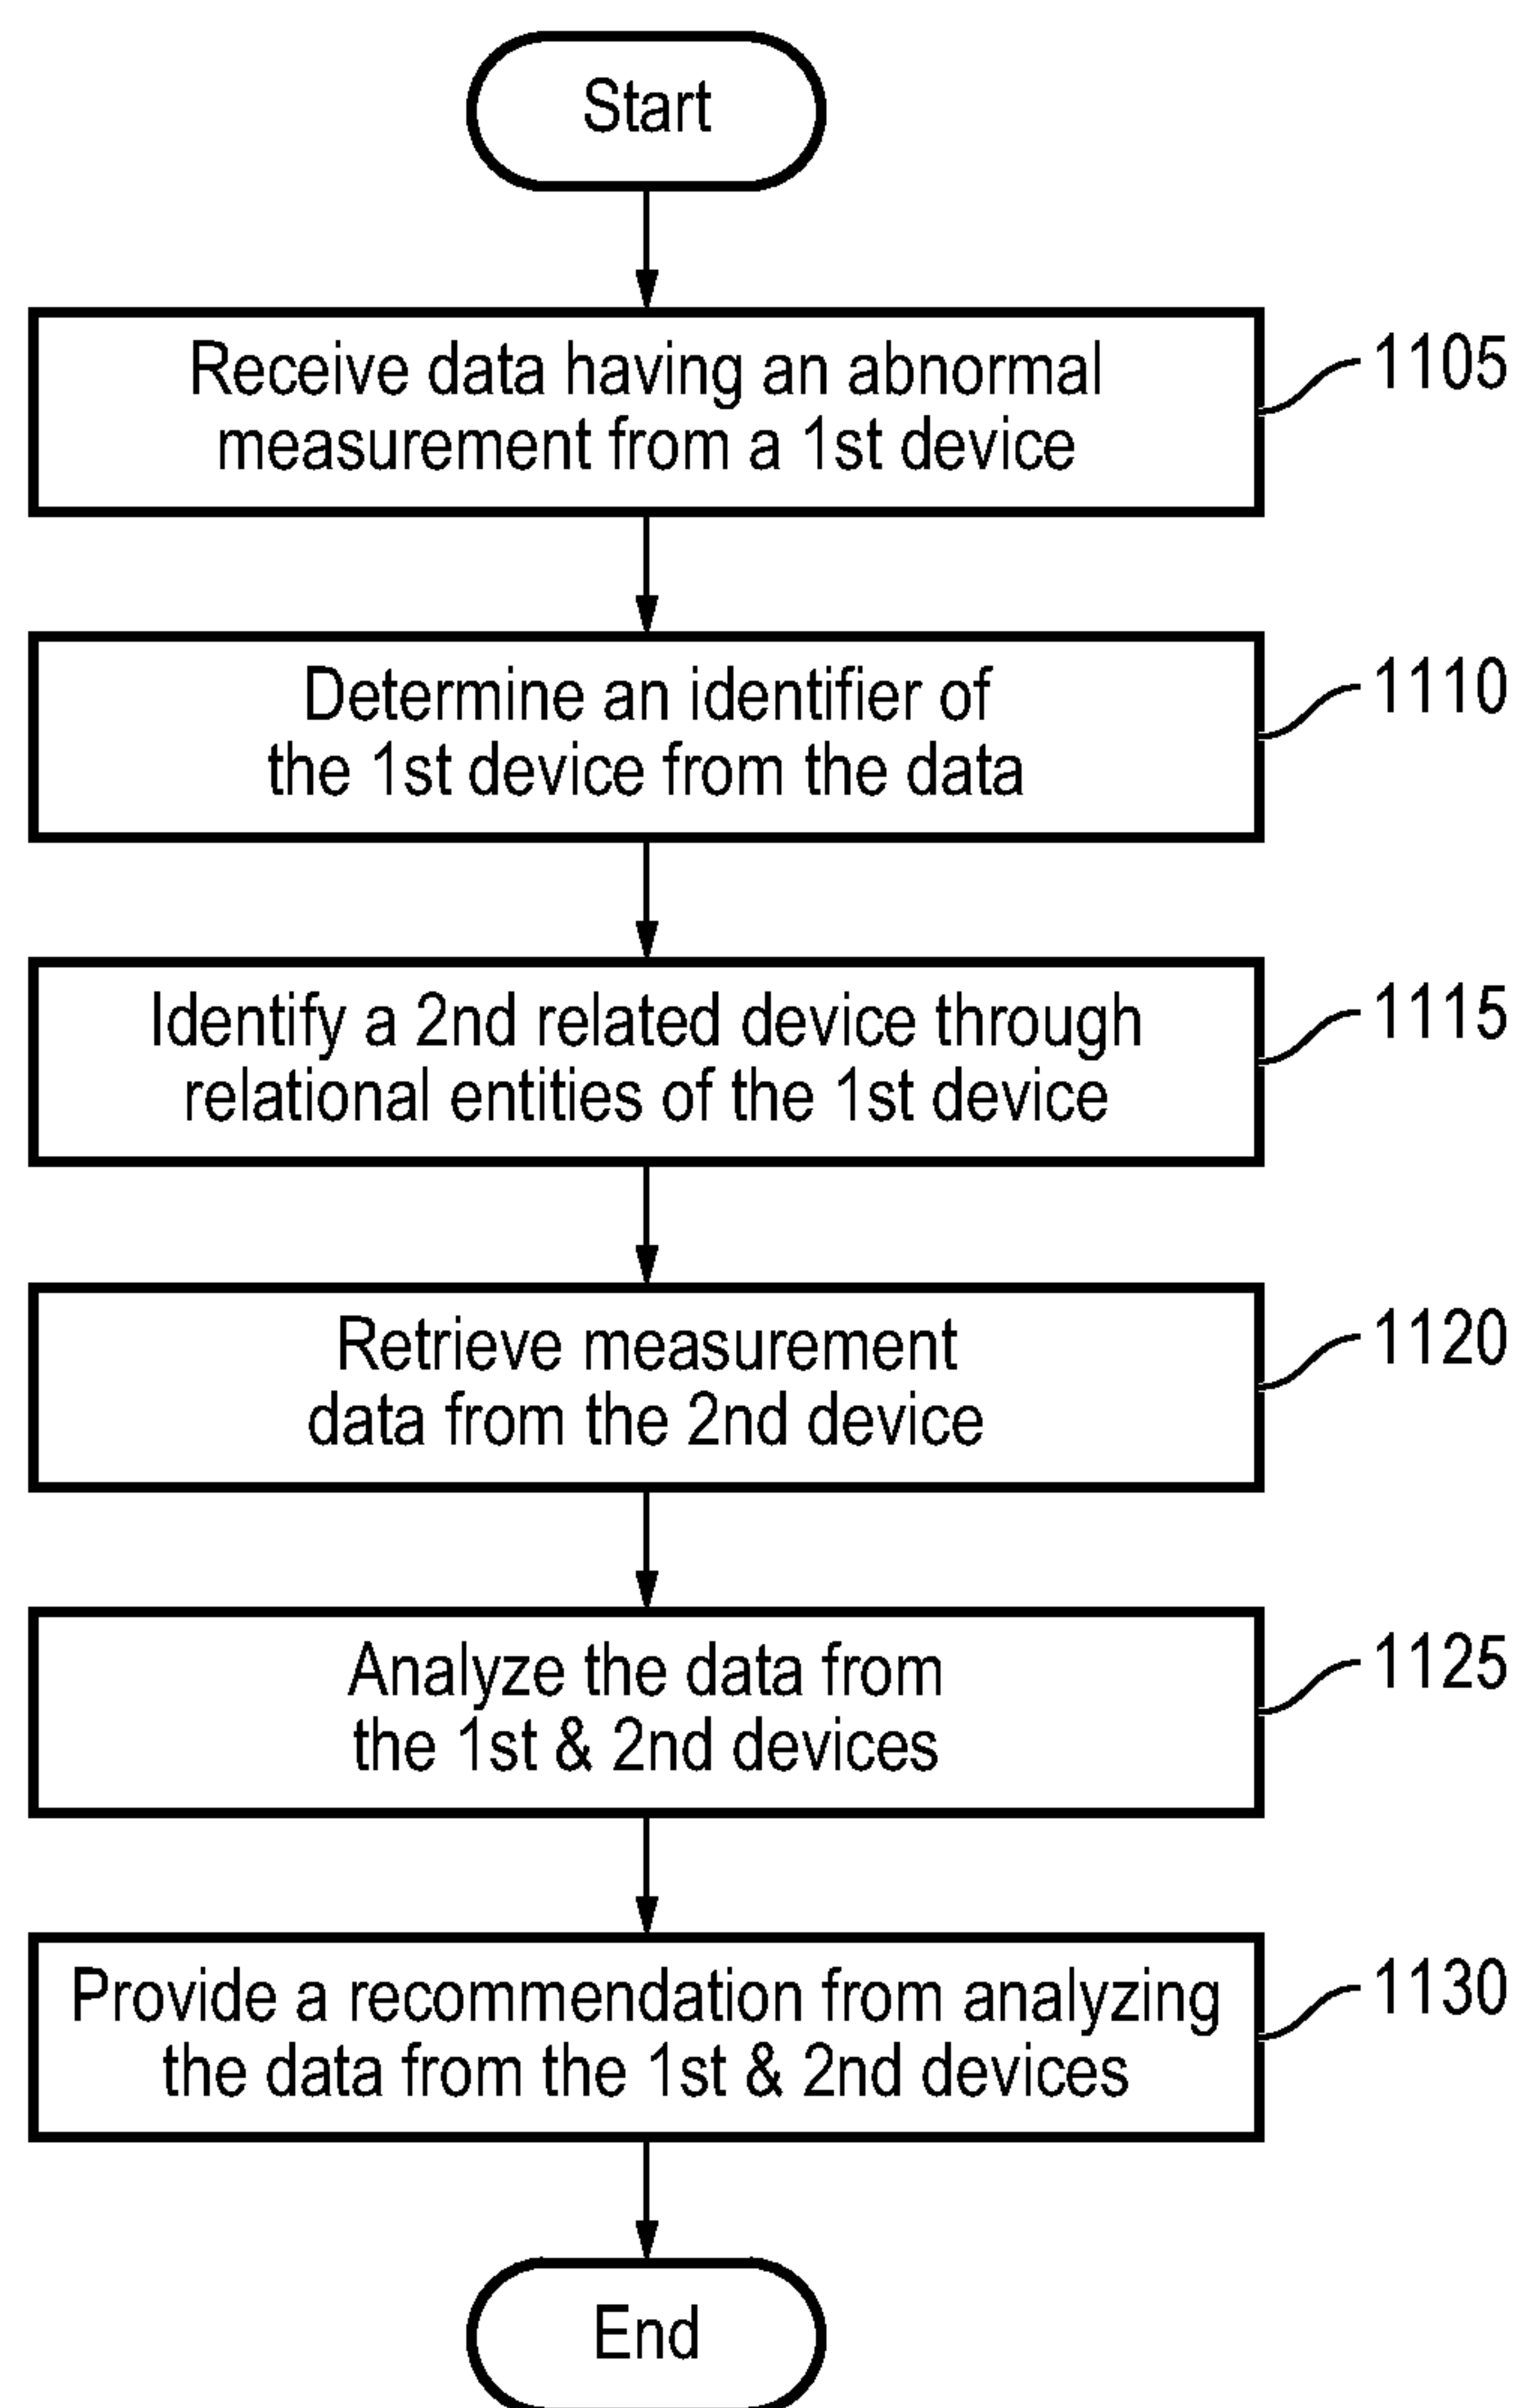 Start
Receive data having an abnormal
measurement from a 1st device
1105
Determine an identifier of
the 1st device from the data
1110
Identify a 2nd related device through
relational entities of the 1st device
1115
Retrieve measurement
data from the 2nd device
1120
Analyze the data from
the 1st & 2nd devices
1125
Provide a recommendation from analyzing
the data from the 1st & 2nd devices
1130
End